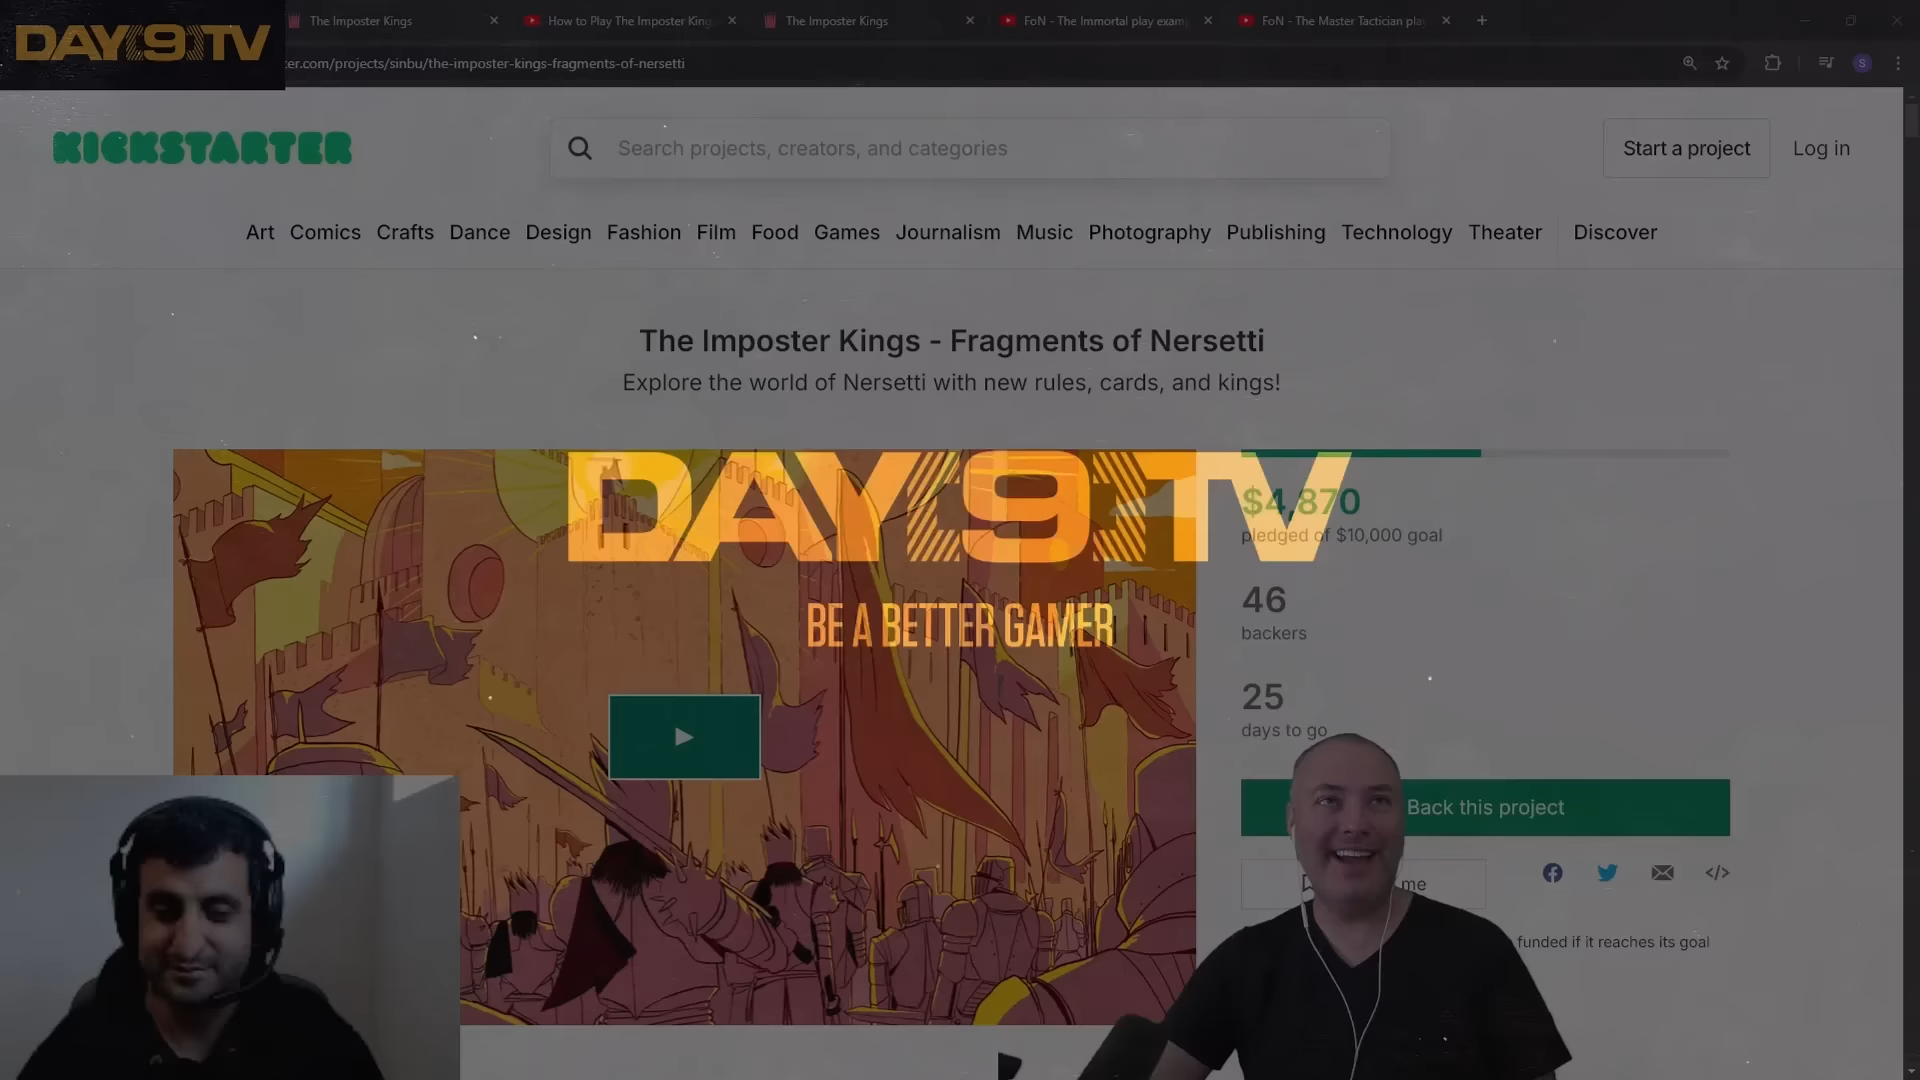 The Imposter Kings
How to Play The Imposter King
The Imposter Kings
FoN - The Immortal play exam
FoN - The Master Tactician pla
DAY9TV
er.com/projects/sinbu/the-imposter-kings-fragments-of-nersetti
S
KICKSTARTER
Search projects, creators, and categories
Start a project
Log in
Art Comics Crafts Dance Design Fashion Film Food Games Journalism Music Photography Publishing Technology Theater Discover
The Imposter Kings - Fragments of Nersetti
Explore the world of Nersetti with new rules, cards, and kings!
DAY9TV
BE A BETTER GAMER
$4,870
pledged of $10,000 goal
46
backers
25
days to go
Back this project
me
funded if it reaches its goal